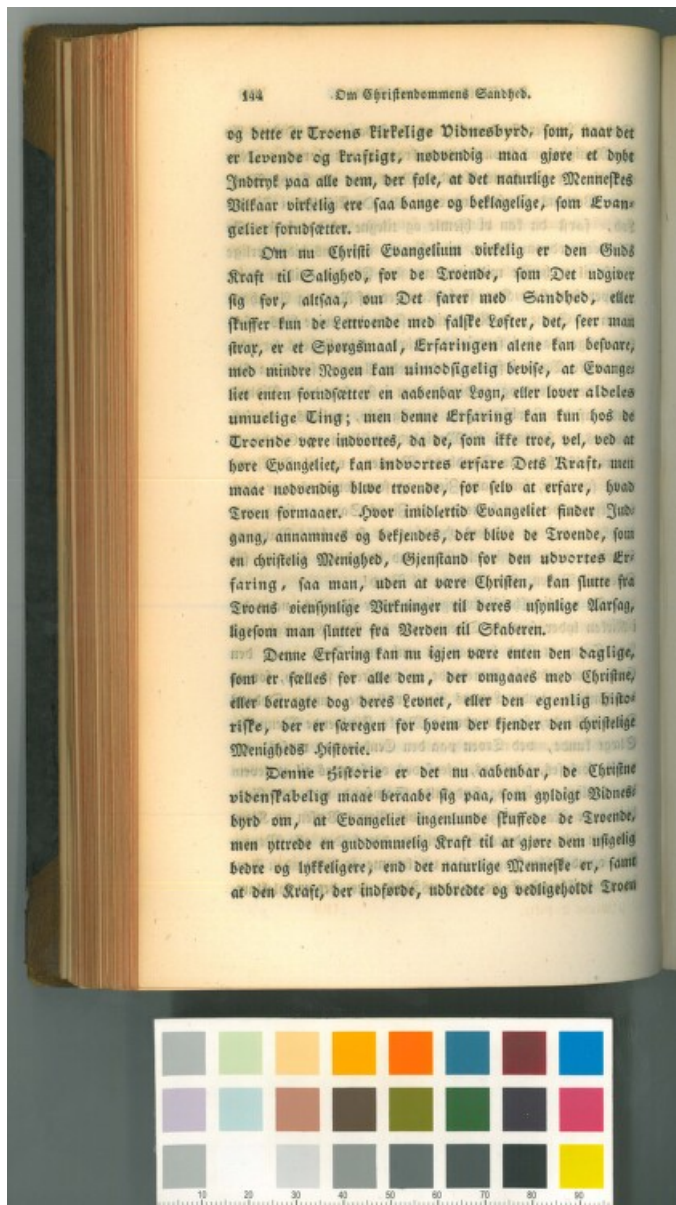 144 Om Christendommens Sandhed.
og dette er Troens kirkelige Vidnesbyrd, som, naar det
er levende og kraftigt, nødvendig maa gjøre et dybt
Indtryk paa alle dem, der føle, at det naturlige Menneskes
Vilkaar virkelig ere saa bange og beklagelige, som Evan-
geliet forudsætter.
Om nu Christi Evangelium virkelig er den Guds
Kraft til Salighed, for de Troende, som Det udgiver
sig for, altsaa, om Det farer med Sandhed, eller
skuffer kun de Lettroende med falske Løfter, det, seer man
strax, er et Spørgsmaal, Erfaringen alene kan besvare,
med mindre Nogen kan uimodsigelig bevise, at Evange-
liet enten forudsætter en aabenbar Løgn, eller lover aldeles
umuelige Ting; men denne Erfaring kan kun hos de
Troende være indvortes, da de, som ikke troe, vel, ved at
høre Evangeliet, kan indvortes erfare Dets Kraft, men
maae nødvendig blive troende, for selv at erfare, hvad
Troen formaaer. Hvor imidlertid Evangeliet finder Ind-
gang, annammes og bekjendes, der blive de Troende, som
en christelig Menighed, Gjenstand for den udvortes Er-
faring, saa man, uden at være Christen, kan slutte fra
Troens øiensynlige Virkninger til deres usynlige Aarsag,
ligesom man slutter fra Verden til Skaberen.
Denne Erfaring kan nu igjen være enten den daglige,
som er fælles for alle dem, der omgaaes med Christne,
eller betragte dog deres Levnet, eller den egenlig histo-
riske, der er særegen for hvem der kjender den christelige
Menigheds Historie.
Denne Historie er det nu aabenbar, de Christne
videnskabelig maae beraabe sig paa, som gyldigt Vidnes-
byrd om, at Evangeliet ingenlunde skuffede de Troende,
men yttrede en guddommelig Kraft til at gjøre dem usigelig
bedre og lykkeligere, end det naturlige Menneske er, samt
at den Kraft, der indførde, udbredte og vedligeholdt Troen
10 20 30 40 50 60 70 80 90